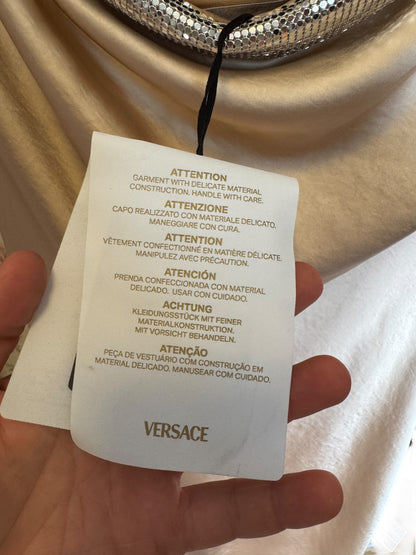 ATTENTION
GARMENT WITH DELICATE MATERIAL
CONSTRUCTION. HANDLE WITH CARE.
ATTENZIONE
CAPO REALIZZATO CON MATERIALE DELICATO.
MANEGGIARE CON CURA.
ATTENTION
VÊTEMENT CONFECTIONNÉ EN MATIÈRE DÉLICATE.
MANIPULEZ AVEC PRÉCAUTION.
ATENCIÓN
PRENDA CONFECCIONADA CON MATERIAL
DELICADO. USAR CON CUIDADO.
ACHTUNG
KLEIDUNGSSTÜCK MIT FEINER
MATERIALKONSTRUKTION.
MIT VORSICHT BEHANDELN.
ATENÇÃO
PEÇA DE VESTUÁRIO COM CONSTRUÇÃO EM
MATERIAL DELICADO. MANUSEAR COM CUIDADO.
VERSACE